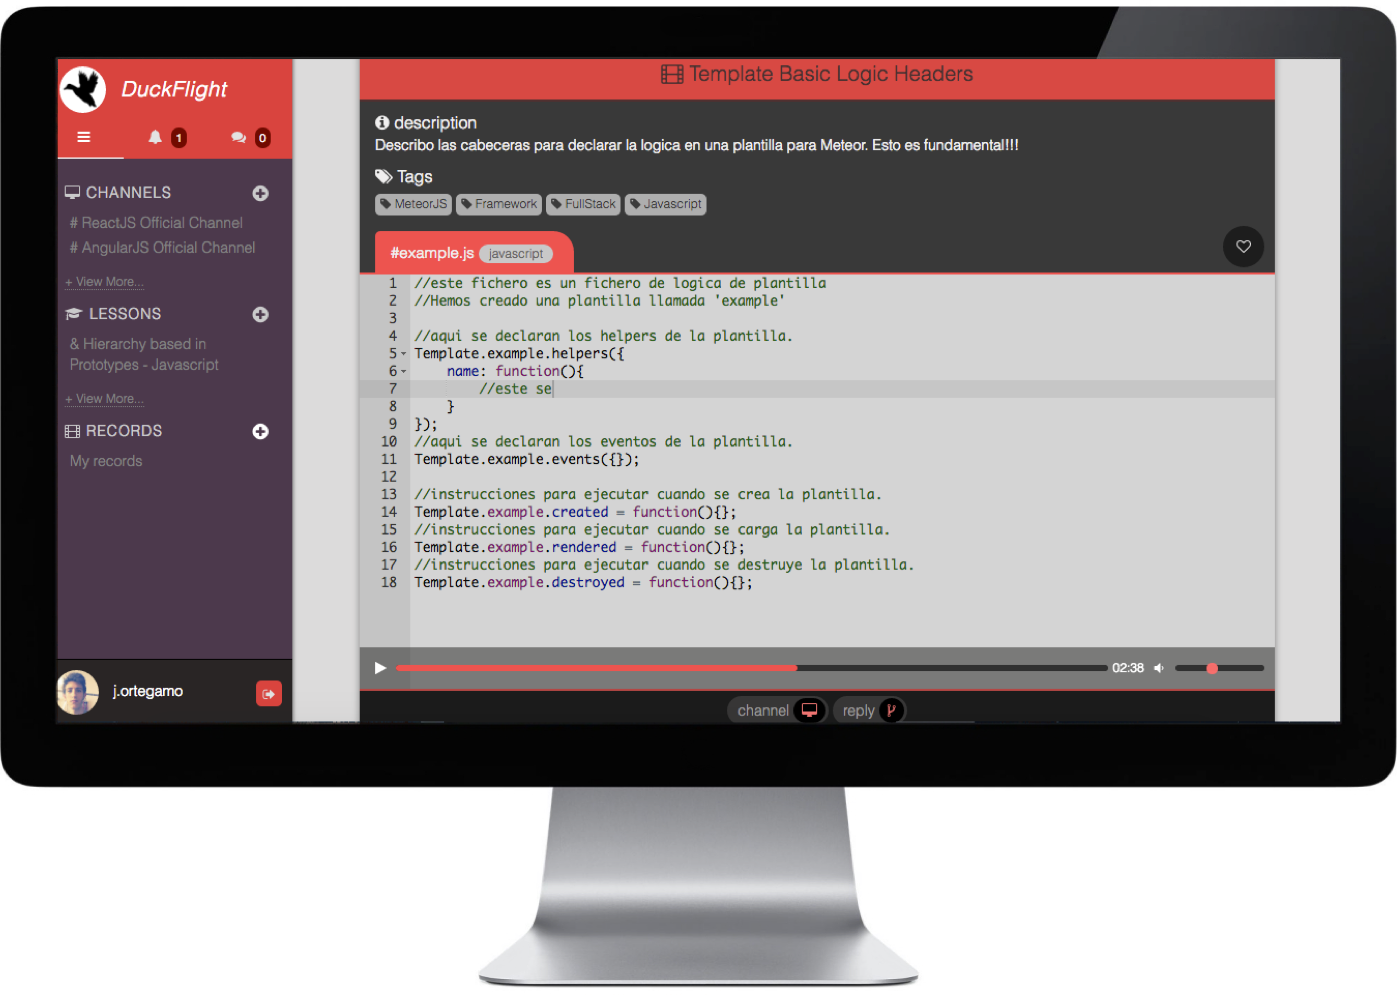 DuckFlight
1
0
CHANNELS
# ReactJS Official Channel
# AngularJS Official Channel
+ View More...
LESSONS
& Hierarchy based in
Prototypes - Javascript
+ View More...
RECORDS
My records
j.ortegamo
Template Basic Logic Headers
description
Describo las cabeceras para declarar la logica en una plantilla para Meteor. Esto es fundamental!!!
Tags
MeteorJS Framework FullStack Javascript
#example.js javascript
1 //este fichero es un fichero de logica de plantilla
2 //Hemos creado una plantilla llamada 'example'
3
4 //aqui se declaran los helpers de la plantilla.
5 Template.example.helpers({
6 name: function(){
7 //este se
8 }
9 });
10 //aqui se declaran los eventos de la plantilla.
11 Template.example.events({});
12
13 //instrucciones para ejecutar cuando se crea la plantilla.
14 Template.example.created = function(){};
15 //instrucciones para ejecutar cuando se carga la plantilla.
16 Template.example.rendered = function(){};
17 //instrucciones para ejecutar cuando se destruye la plantilla.
18 Template.example.destroyed = function(){};
02:38
channel reply